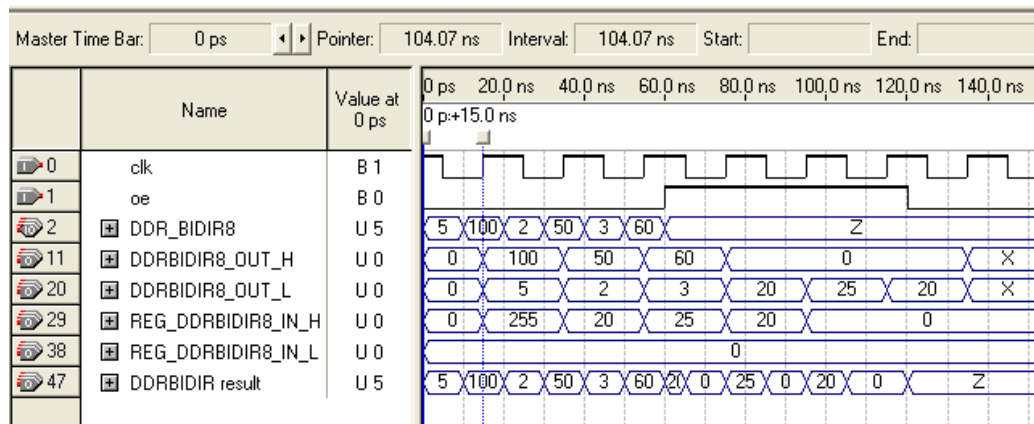 Master Time Bar: 0 ps Pointer: 104.07 ns Interval: 104.07 ns Start: End:
Name Value at 0 ps 0 ps 20.0 ns 40.0 ns 60.0 ns 80.0 ns 100.0 ns 120.0 ns 140.0 ns
0 p:+15.0 ns
0 clk B 1
1 oe B 0
2 DDR_BIDIR8 U 5 5 100 2 50 3 60 Z
11 DDRBIDIR8_OUT_H U 0 0 100 50 60 0 X
20 DDRBIDIR8_OUT_L U 0 0 5 2 3 20 25 20 X
29 REG_DDRBIDIR8_IN_H U 0 0 255 20 25 20 0
38 REG_DDRBIDIR8_IN_L U 0 0
47 DDRBIDIR result U 5 5 100 2 50 3 60 20 0 25 0 20 0 Z